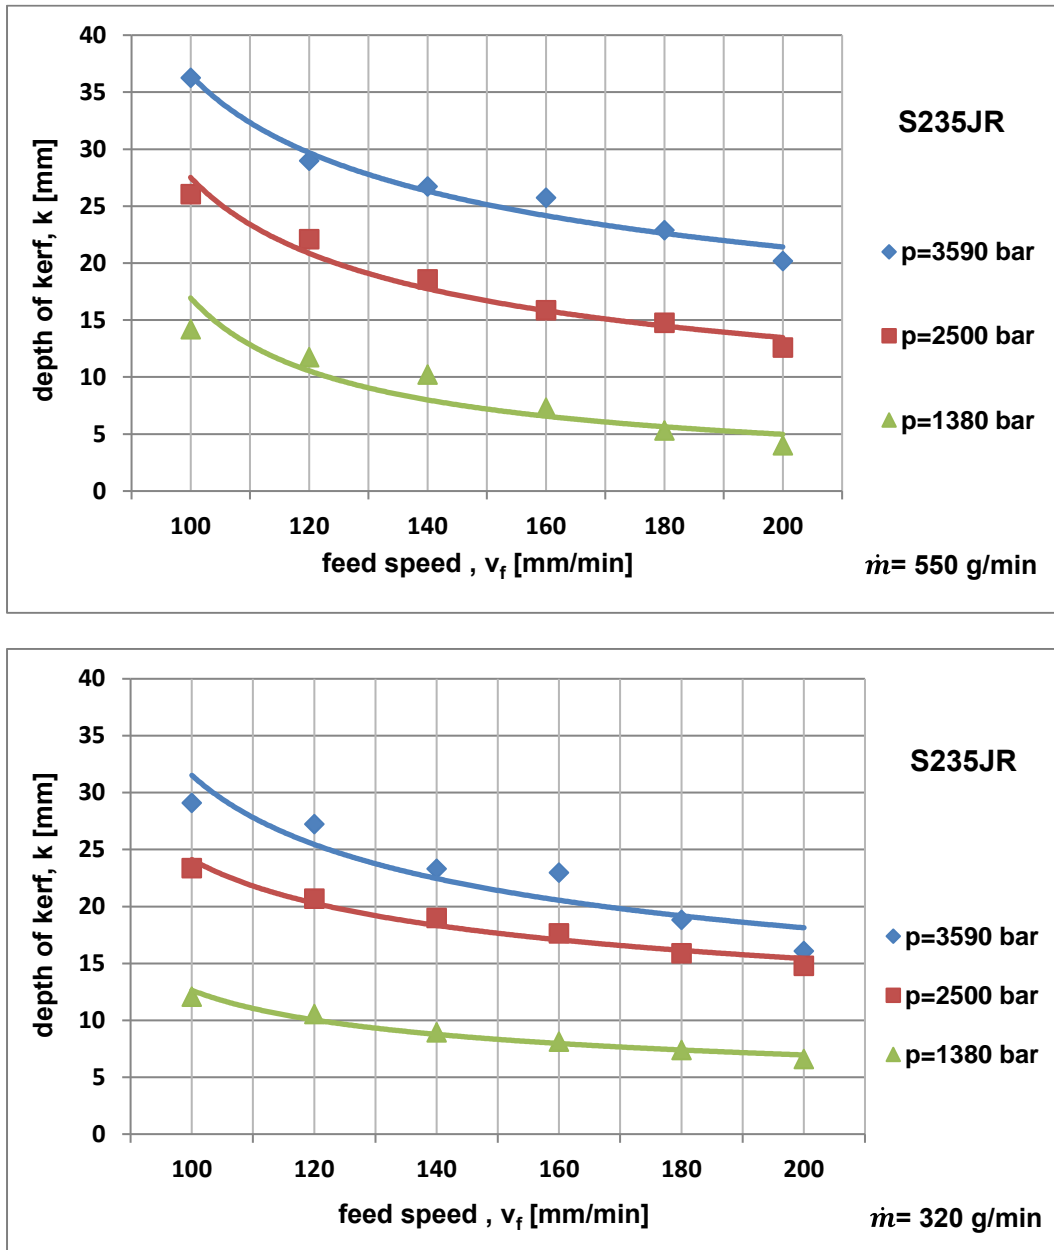 40
35
30
25
20
15
10
5
0
depth of kerf, k [mm]
100 120 140 160 180 200
feed speed , vf [mm/min]
S235JR
p=3590 bar
p=2500 bar
p=1380 bar
ṁ= 550 g/min
40
35
30
25
20
15
10
5
0
depth of kerf, k [mm]
100 120 140 160 180 200
feed speed , vf [mm/min]
S235JR
p=3590 bar
p=2500 bar
p=1380 bar
ṁ= 320 g/min